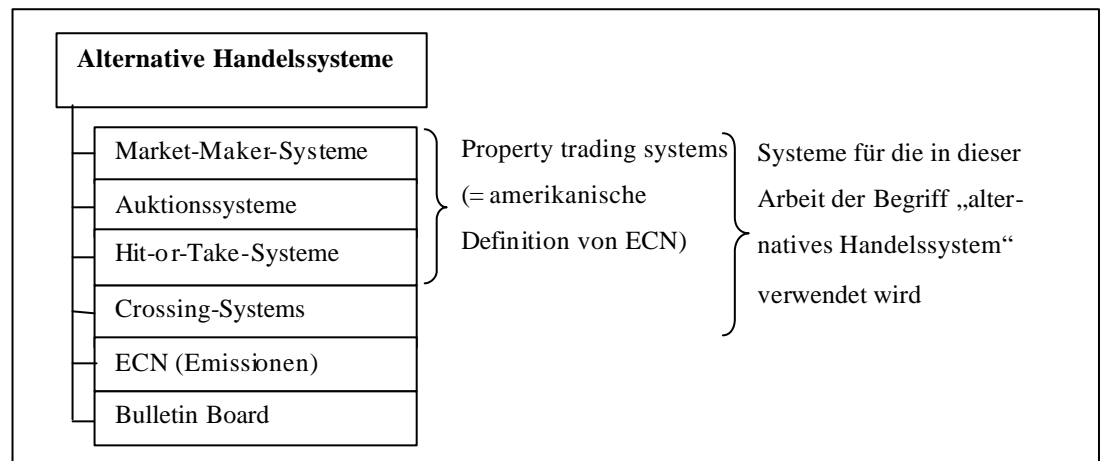 Alternative Handelssysteme
Market-Maker-Systeme
Auktionssysteme
Hit-or-Take-Systeme
Crossing-Systems
ECN (Emissionen)
Bulletin Board
Property trading systems
(= amerikanische
Definition von ECN)
Systeme für die in dieser
Arbeit der Begriff „alter-
natives Handelssystem“
verwendet wird